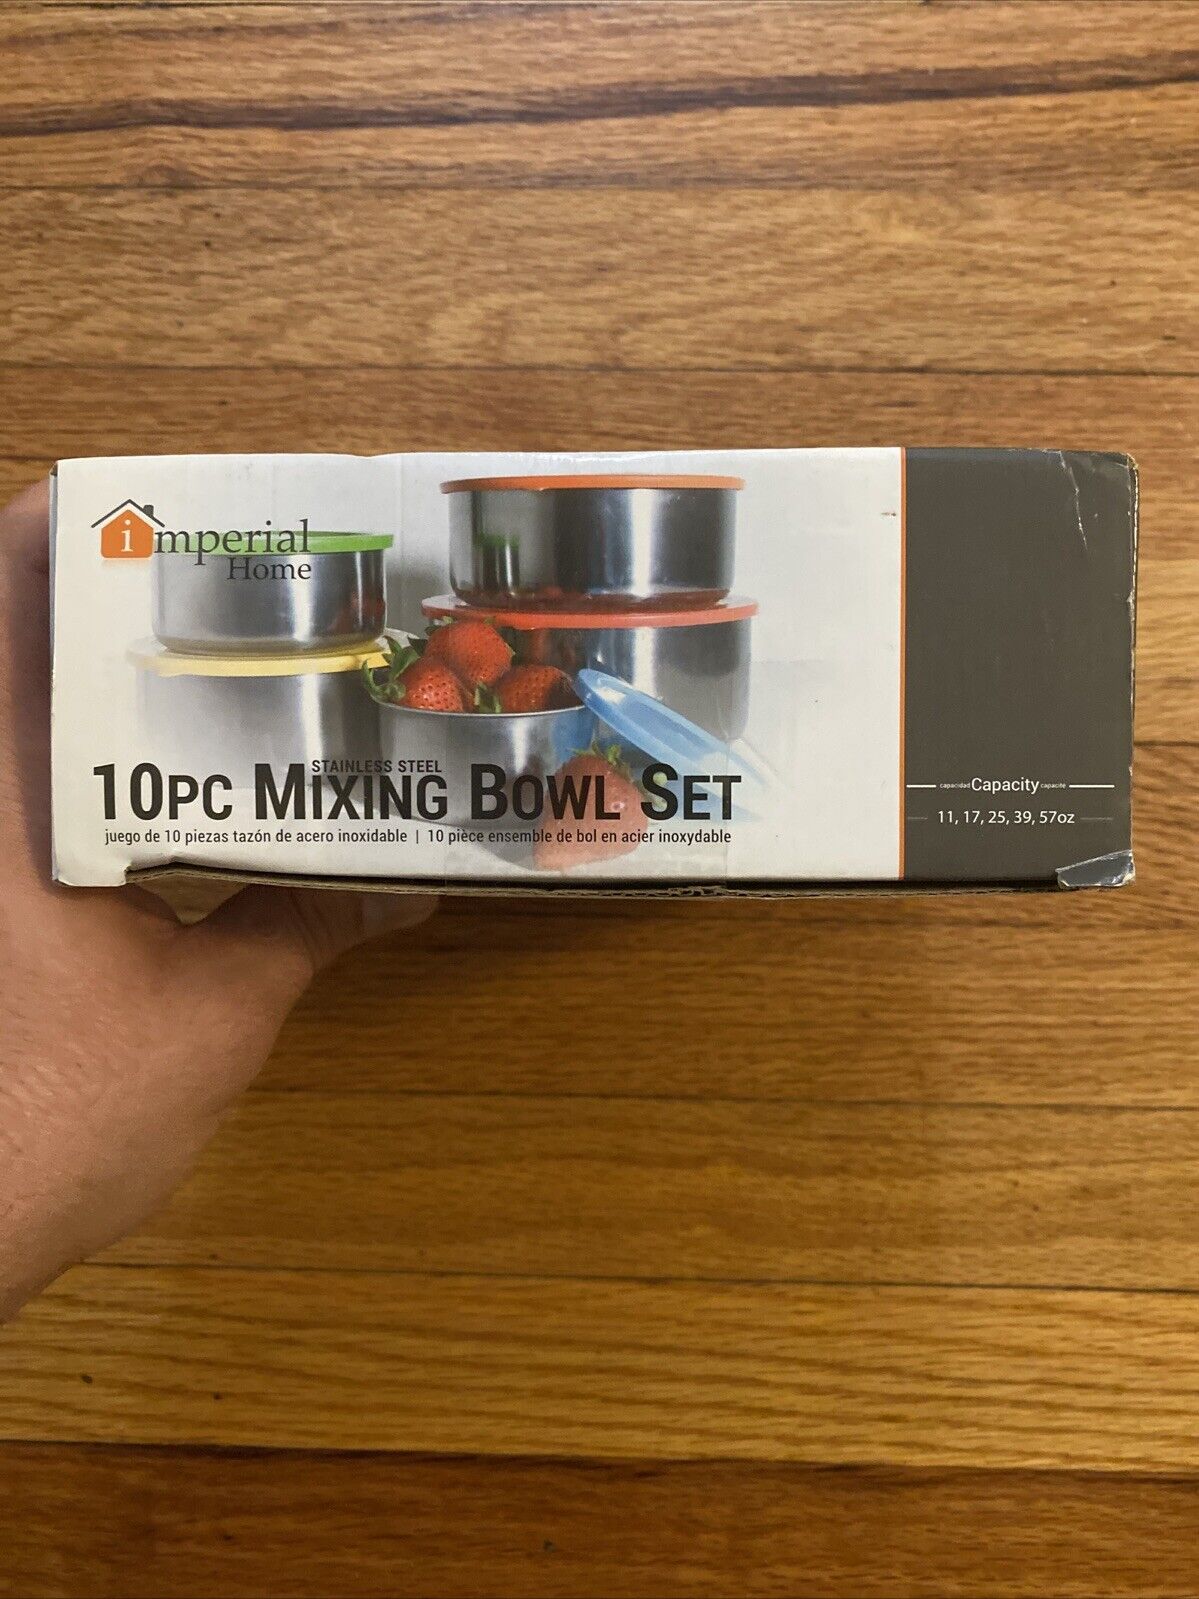 imperial
Home
STAINLESS STEEL
10PC MIXING BOWL SET
juego de 10 piezas tazón de acero inoxidable | 10 pièce ensemble de bol en acier inoxydable
capacidad Capacity capacité
11, 17, 25, 39, 57oz